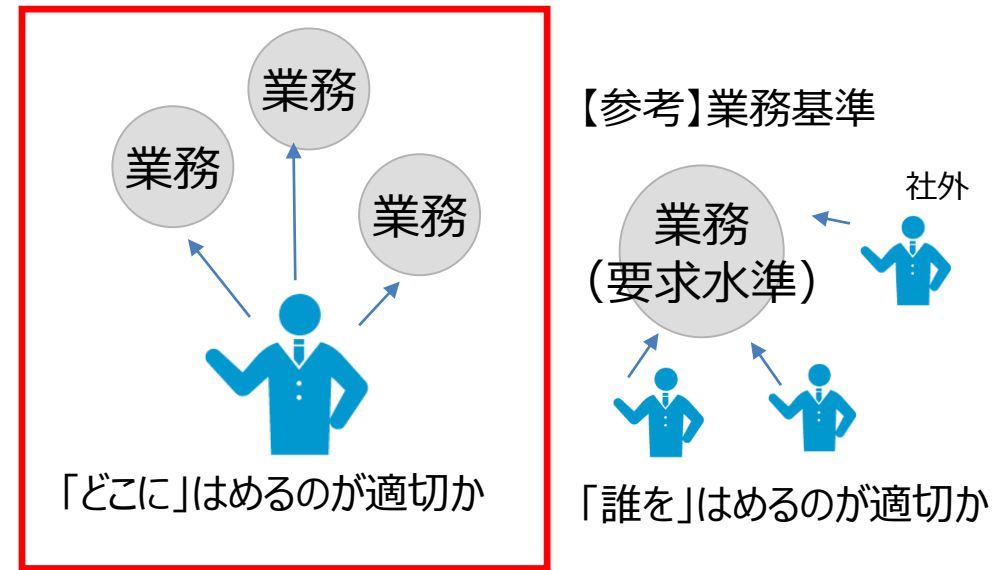 業務
業務
業務
「どこに」はめるのが適切か
【参考】業務基準
社外
業務
（要求水準）
「誰を」はめるのが適切か